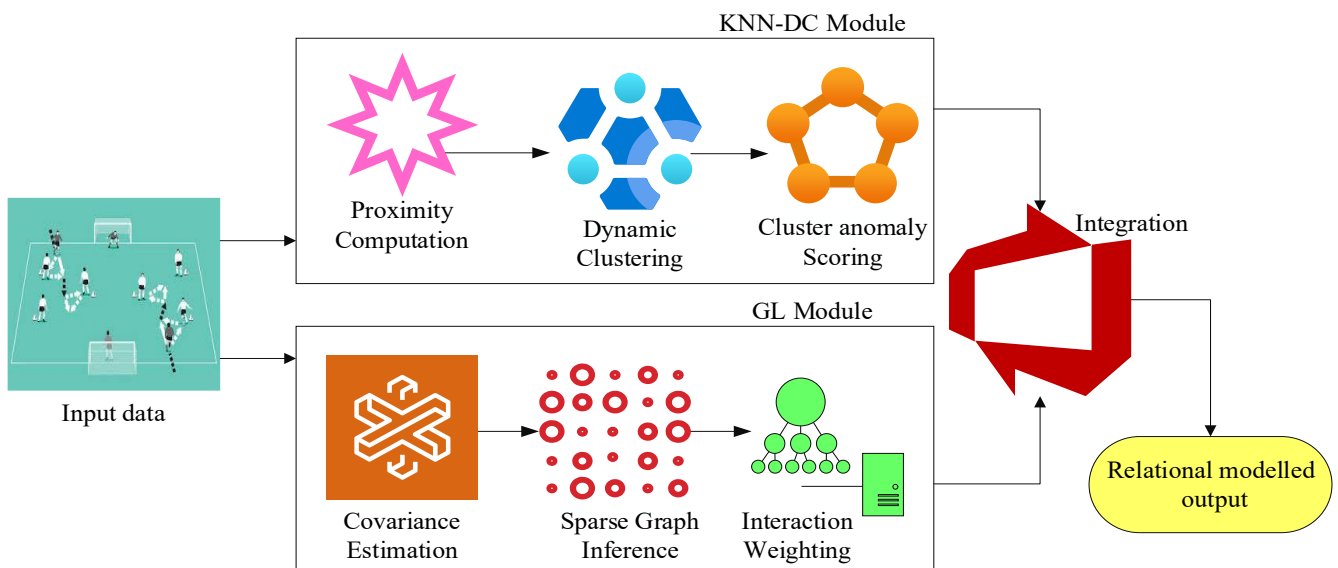 KNN-DC Module
Proximity
Computation
Dynamic
Clustering
Cluster anomaly
Scoring
Input data
Integration
GL Module
Covariance
Estimation
Sparse Graph
Inference
Interaction
Weighting
Relational modelled
output